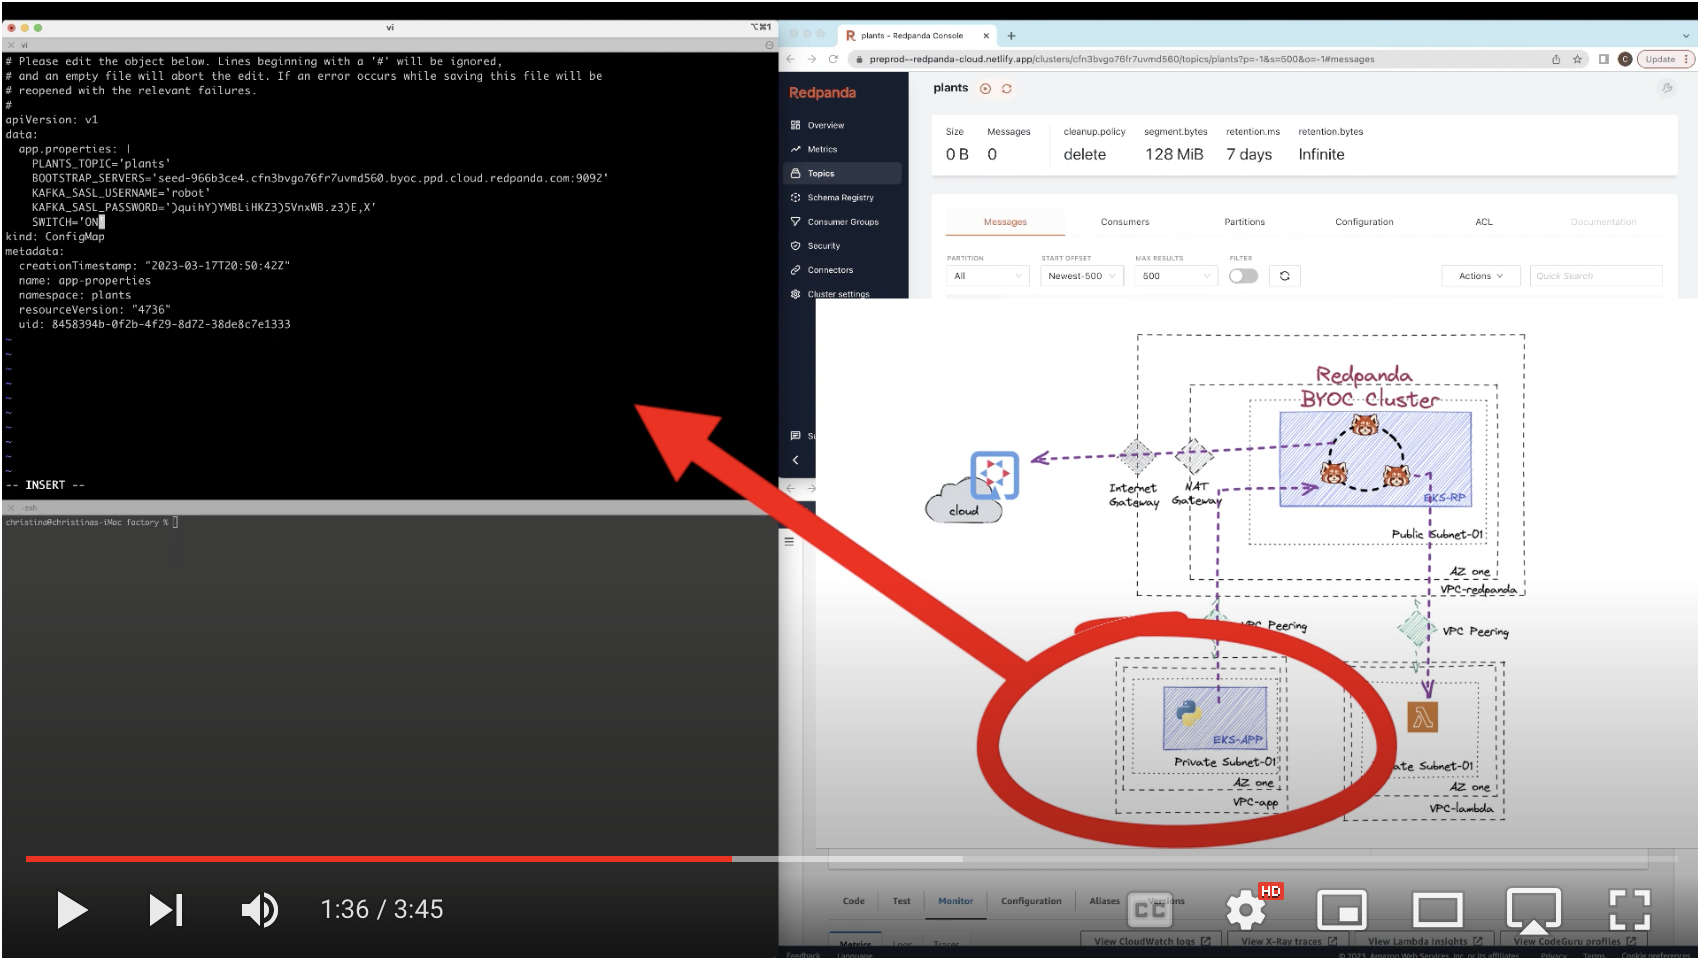 vi
⌥⌘1
vi
# Please edit the object below. Lines beginning with a '#' will be ignored,
# and an empty file will abort the edit. If an error occurs while saving this file will be
# reopened with the relevant failures.
#
apiVersion: v1
data:
app.properties: |
PLANTS_TOPIC='plants'
BOOTSTRAP_SERVERS='seed-966b3ce4.cfn3bvgo76fr7uvmd560.byoc.ppd.cloud.redpanda.com:9092'
KAFKA_SASL_USERNAME='robot'
KAFKA_SASL_PASSWORD=')quihY)YMBLiHKZ3)5VnxWB.z3)E,X'
SWITCH='ON'
kind: ConfigMap
metadata:
creationTimestamp: "2023-03-17T20:50:42Z"
name: app-properties
namespace: plants
resourceVersion: "4736"
uid: 8458394b-0f2b-4f29-8d72-38de8c7e1333
~
~
~
~
~
~
~
~
~
~
-- INSERT --
-zsh
christina@christinas-iMac factory %
plants - Redpanda Console
preprod--redpanda-cloud.netlify.app/clusters/cfn3bvgo76fr7uvmd560/topics/plants?p=-1&s=500&o=-1#messages
C
Update
Redpanda
Overview
Metrics
Topics
Schema Registry
Consumer Groups
Security
Connectors
Cluster settings
plants
Size Messages cleanup.policy segment.bytes retention.ms retention.bytes
0 B 0 delete 128 MiB 7 days Infinite
Messages Consumers Partitions Configuration ACL Documentation
PARTITION START OFFSET MAX RESULTS FILTER
All Newest-500 500 Actions Quick Search
Redpanda
BYOC Cluster
EKS-RP
Internet
Gateway
NAT
Gateway
cloud
Public Subnet-01
AZ one
VPC-redpanda
VPC Peering
VPC Peering
EKS-APP
Private Subnet-01
AZ one
VPC-app
λ
Subnet-01
AZ one
VPC-lambda
Code Test Monitor Configuration Aliases Versions
Metrics Logs Traces View CloudWatch logs View X-Ray traces View Lambda Insights View CodeGuru profiles
Feedback Language © 2023, Amazon Web Services, Inc. or its affiliates. Privacy Terms Cookie preferences
1:36 / 3:45
CC
HD